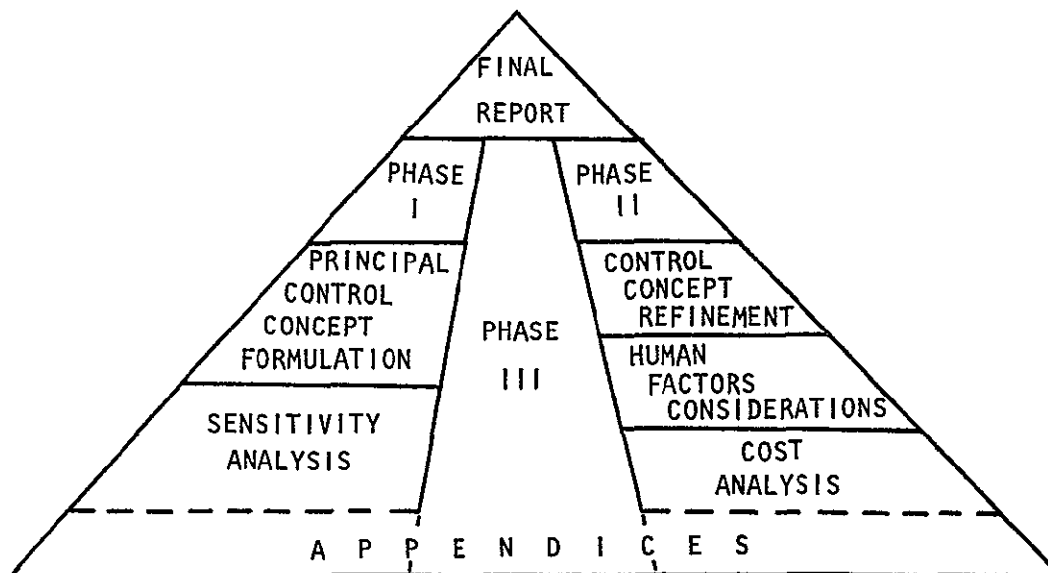 FINAL
REPORT
PHASE
I
PHASE
II
PRINCIPAL
CONTROL
CONCEPT
FORMULATION
CONTROL
CONCEPT
REFINEMENT
PHASE
III
HUMAN
FACTORS
CONSIDERATIONS
SENSITIVITY
ANALYSIS
COST
ANALYSIS
APPENDICES